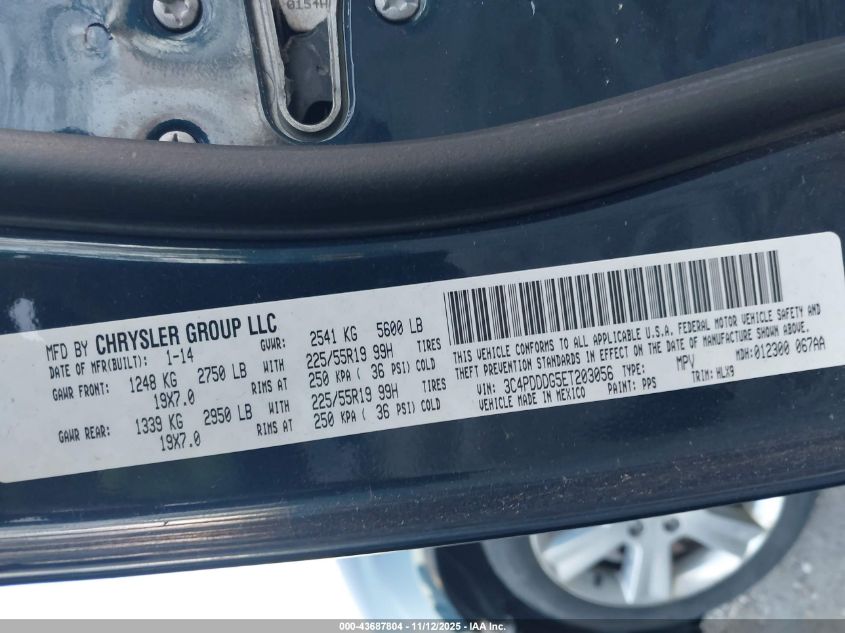 0154H
MFD BY CHRYSLER GROUP LLC
DATE OF MFR(BUILT): 1-14 GVWR: 2541 KG 5600 LB
GAWR FRONT: 1248 KG 2750 LB WITH 225/55R19 99H TIRES
19X7.0 RIMS AT 250 KPA ( 36 PSI) COLD
GAWR REAR: 1339 KG 2950 LB WITH 225/55R19 99H TIRES
19X7.0 RIMS AT 250 KPA ( 36 PSI) COLD
THIS VEHICLE CONFORMS TO ALL APPLICABLE U.S.A. FEDERAL MOTOR VEHICLE SAFETY AND
THEFT PREVENTION STANDARDS IN EFFECT ON THE DATE OF MANUFACTURE SHOWN ABOVE
VIN: 3C4PDDDG5ET203056 TYPE: MPV MDH:012300 067AA
VEHICLE MADE IN MEXICO PAINT: PPS TRIM: HLX9
000-43687804 — 11/12/2025 — IAA Inc.